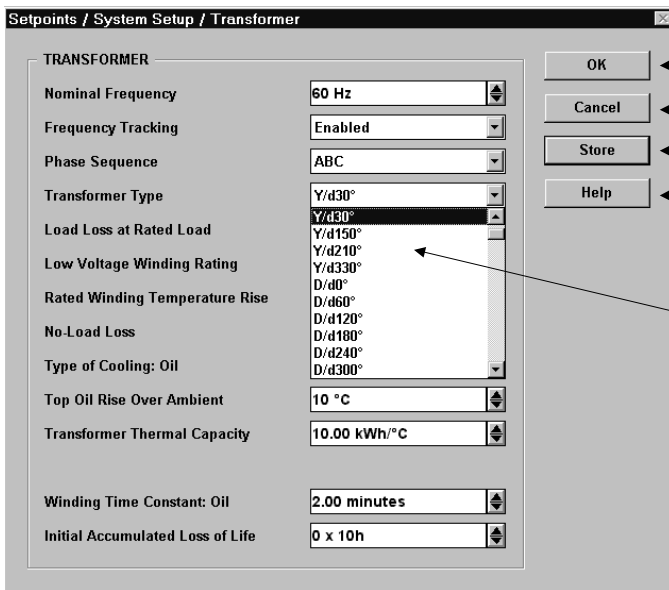 Setpoints / System Setup / Transformer
TRANSFORMER
Nominal Frequency 60 Hz
Frequency Tracking Enabled
Phase Sequence ABC
Transformer Type Y/d30°
Y/d30°
Load Loss at Rated Load
Y/d150°
Y/d210°
Low Voltage Winding Rating
Y/d330°
D/d0°
Rated Winding Temperature Rise
D/d60°
D/d120°
No-Load Loss
D/d180°
D/d240°
Type of Cooling: Oil
D/d300°
Top Oil Rise Over Ambient 10 °C
Transformer Thermal Capacity 10.00 kWh/°C
Winding Time Constant: Oil 2.00 minutes
Initial Accumulated Loss of Life 0 x 10h
OK
Cancel
Store
Help